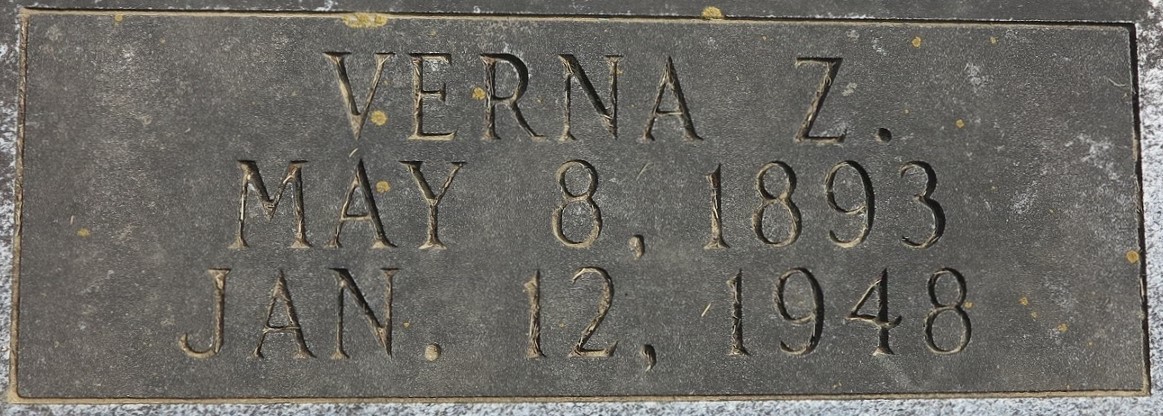 VERNA Z.
MAY 8, 1893
JAN. 12, 1948